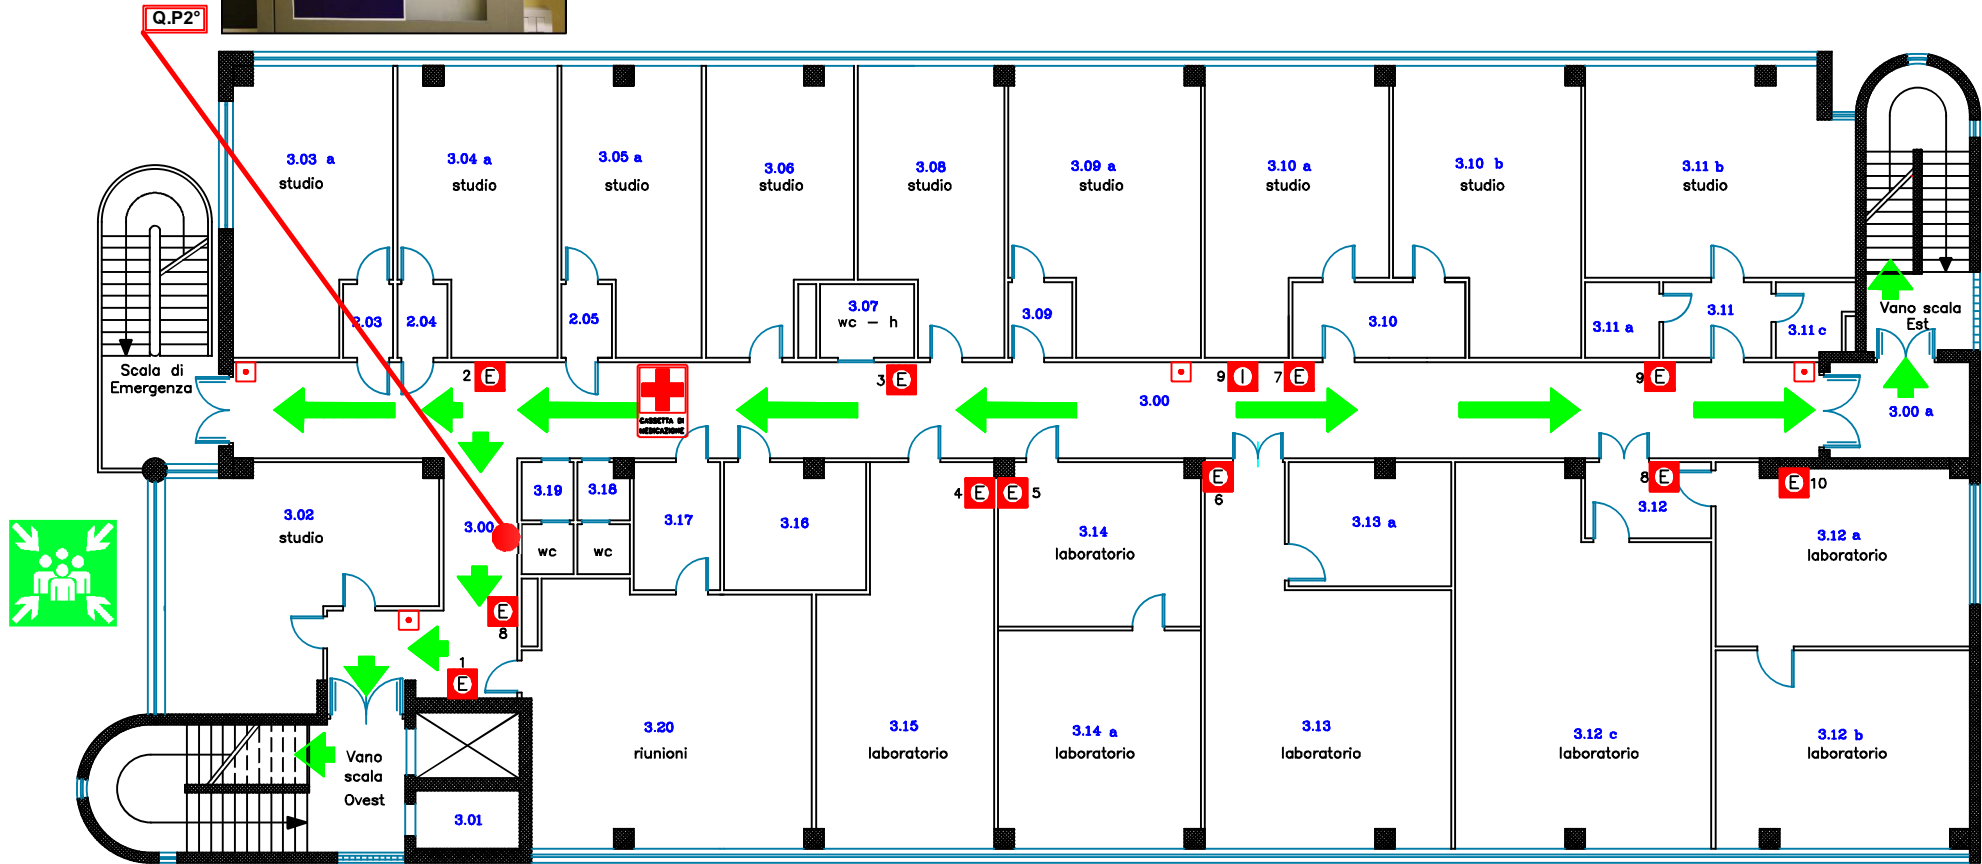 Q.P2°
3.03 a
studio
3.04 a
studio
3.05 a
studio
3.06
studio
3.08
studio
3.09 a
studio
3.10 a
studio
3.10 b
studio
3.11 b
studio
2.03
2.04
2.05
3.07
wc – h
3.09
3.10
3.11 a
3.11
3.11 c
Vano scala
Est
Scala di
Emergenza
2 E
CASSETTA DI
MEDICAZIONE
3 E
3.00
9 I
7 E
9 E
3.00 a
3.02
studio
3.00
3.19
3.18
wc
wc
3.17
3.16
4 E
E 5
3.14
laboratorio
E
6
3.13 a
8 E
3.12
E 10
3.12 a
laboratorio
E
8
1
E
3.20
riunioni
3.15
laboratorio
3.14 a
laboratorio
3.13
laboratorio
3.12 c
laboratorio
3.12 b
laboratorio
Vano
scala
Ovest
3.01